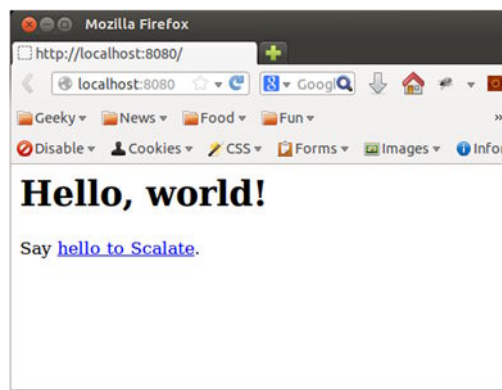 Mozilla Firefox
http://localhost:8080/
localhost:8080 Googl
Geeky News Food Fun »
Disable Cookies CSS Forms Images Infor
Hello, world!
Say hello to Scalate.